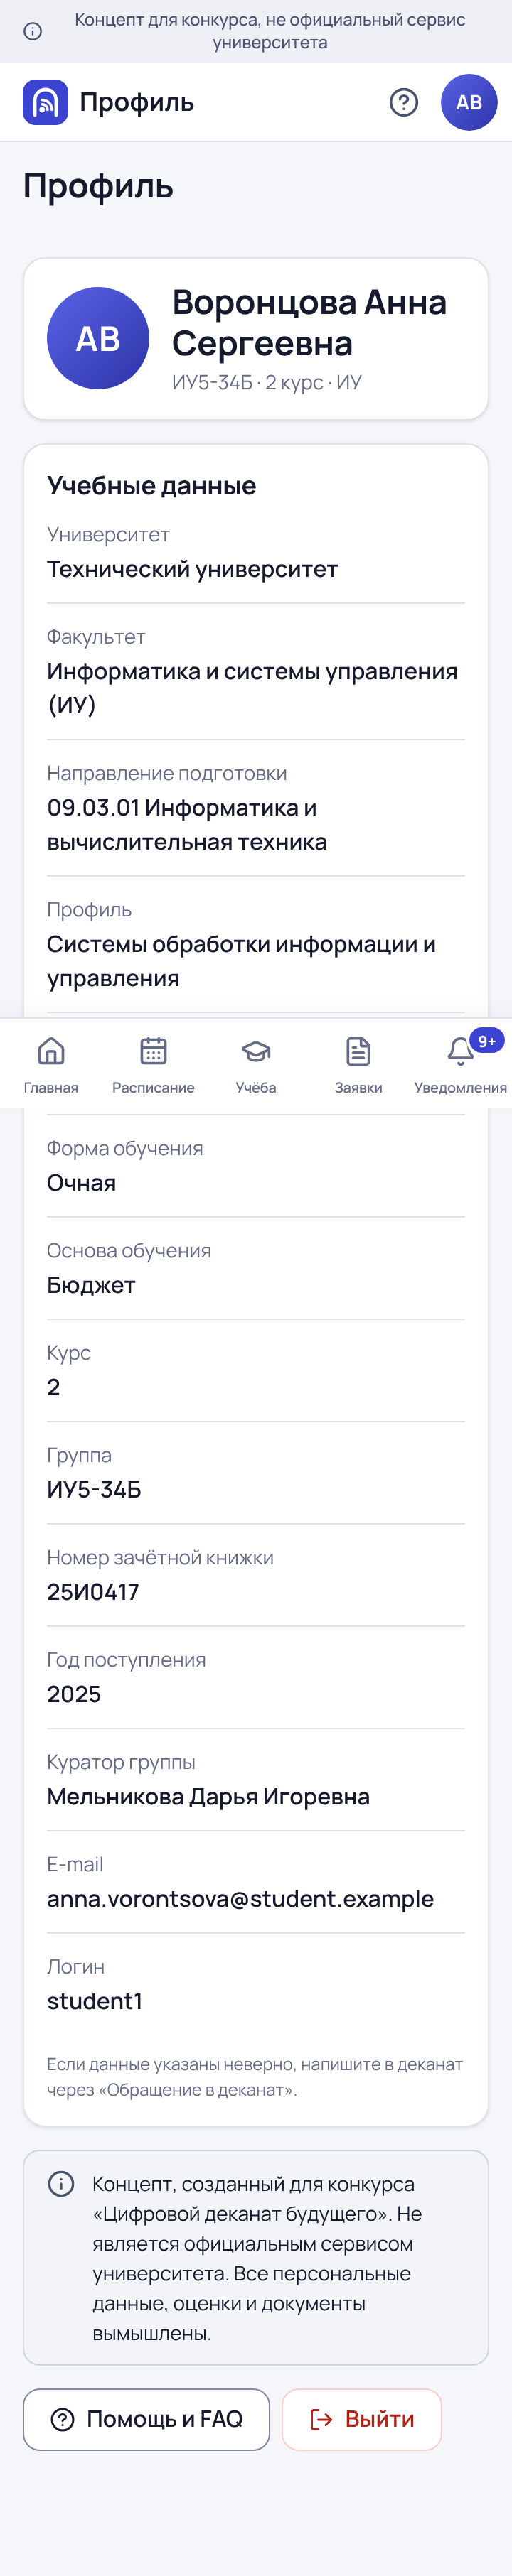 Концепт для конкурса, не официальный сервис
университета
Профиль
АВ
Профиль
АВ
Воронцова Анна
Сергеевна
ИУ5-34Б · 2 курс · ИУ
Учебные данные
Университет
Технический университет
Факультет
Информатика и системы управления
(ИУ)
Направление подготовки
09.03.01 Информатика и
вычислительная техника
Профиль
Системы обработки информации и
управления
9+
Главная
Расписание
Учёба
Заявки
Уведомления
Форма обучения
Очная
Основа обучения
Бюджет
Курс
2
Группа
ИУ5-34Б
Номер зачётной книжки
25И0417
Год поступления
2025
Куратор группы
Мельникова Дарья Игоревна
E-mail
anna.vorontsova@student.example
Логин
student1
Если данные указаны неверно, напишите в деканат
через «Обращение в деканат».
Концепт, созданный для конкурса
«Цифровой деканат будущего». Не
является официальным сервисом
университета. Все персональные
данные, оценки и документы
вымышлены.
Помощь и FAQ
Выйти